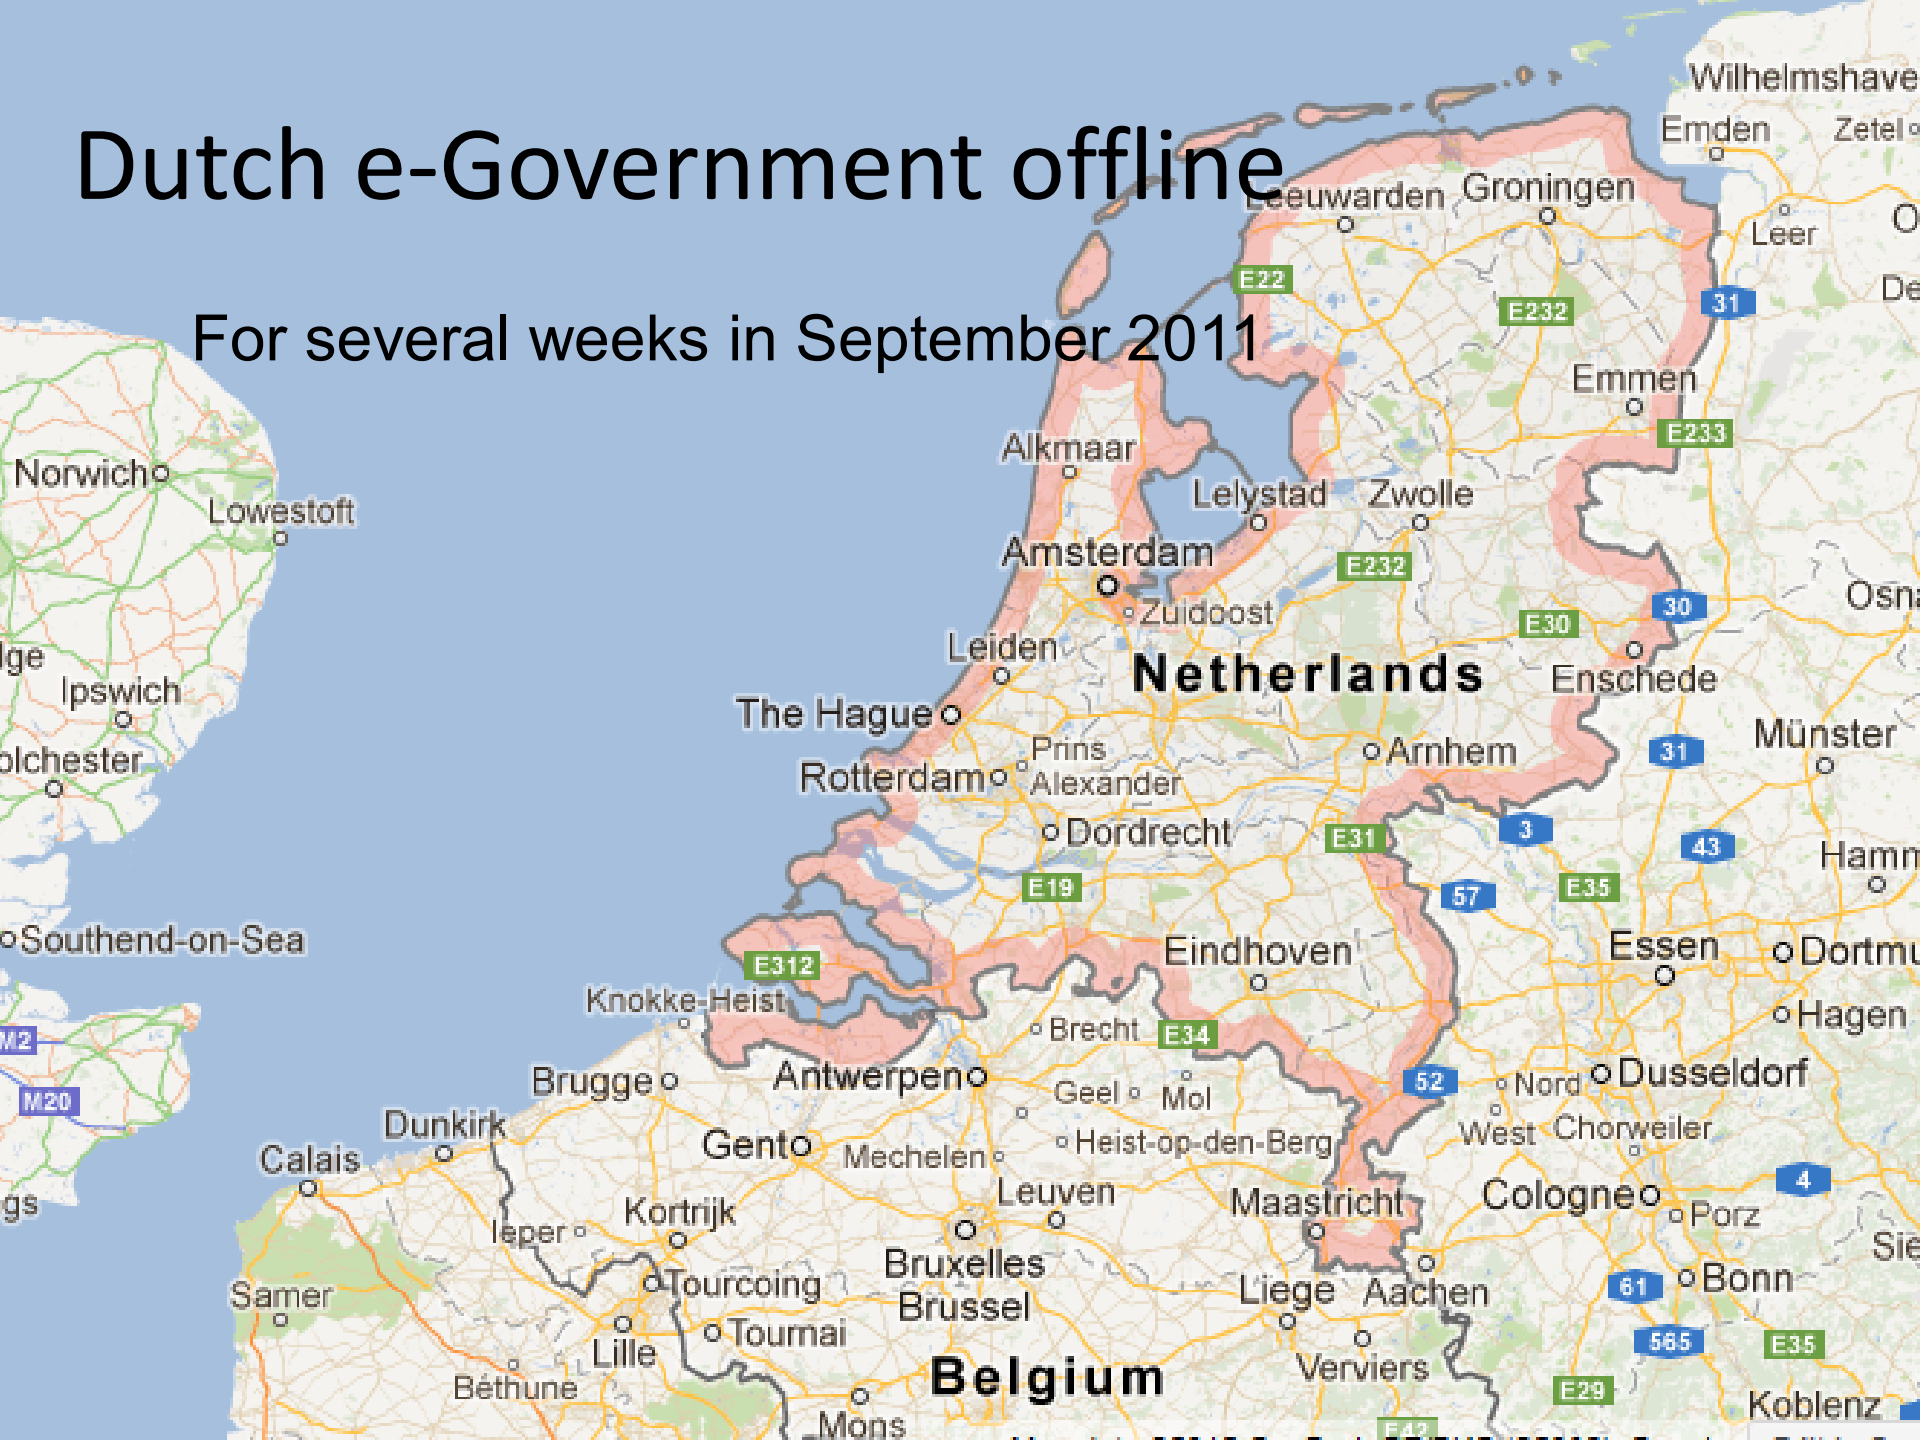 Dutch e-Government offline
For several weeks in September 2011
Wilhelmshave
Emden
Zetel
Leeuwarden
Groningen
O
Leer
De
E22
E232
31
Emmen
E233
Alkmaar
Norwich
Lowestoft
Lelystad
Zwolle
Amsterdam
E232
Zuidoost
Osna
30
E30
Leiden
lge
Ipswich
Netherlands
Enschede
The Hague
Prins
Alexander
Arnhem
31
Münster
olchester
Rotterdam
Dordrecht
E31
3
43
Hamm
E19
57
E35
Southend-on-Sea
Eindhoven
Essen
Dortmu
E312
Knokke-Heist
Brecht
E34
Hagen
M2
Brugge
Antwerpen
Geel
Mol
52
Nord
Dusseldorf
M20
Dunkirk
Gent
Mechelen
Heist-op-den-Berg
West
Chorweiler
Calais
Leuven
Maastricht
Cologne
4
gs
Ieper
Kortrijk
Porz
Bruxelles
Brussel
Sie
Samer
Tourcoing
Liege
Aachen
61
Bonn
Lille
Tournai
565
E35
Béthune
Belgium
Verviers
E29
Koblenz
Mons
E42